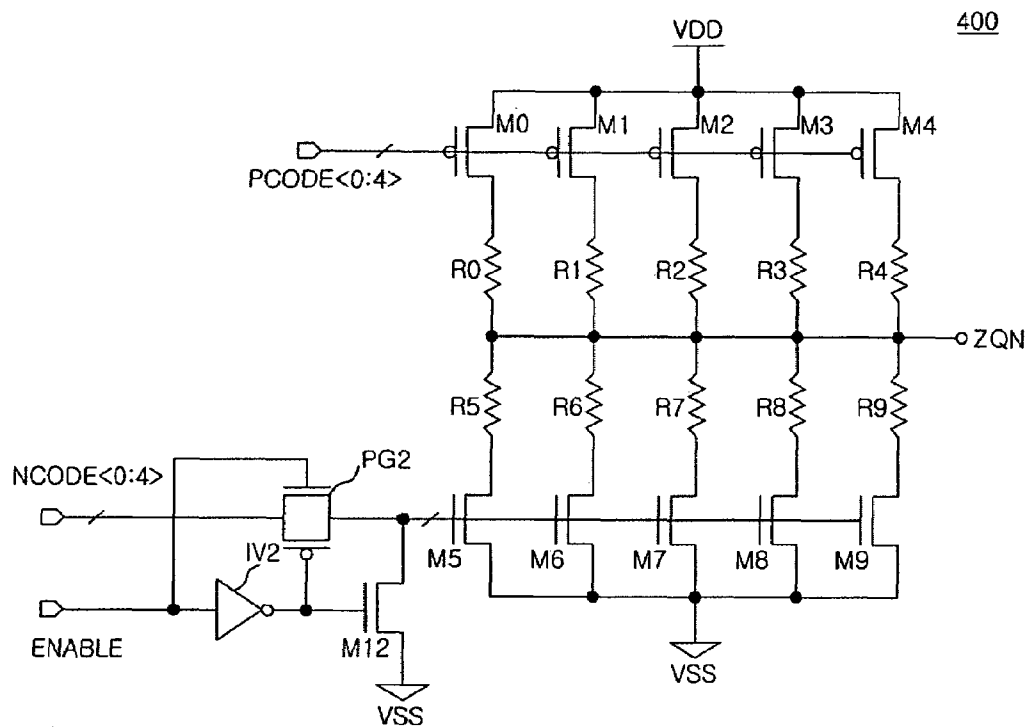 400
VDD
M0 M1 M2 M3 M4
PCODE<0:4>
R0 R1 R2 R3 R4
ZQN
R5 R6 R7 R8 R9
NCODE<0:4>
PG2
IV2
M5 M6 M7 M8 M9
ENABLE
M12
VSS
VSS